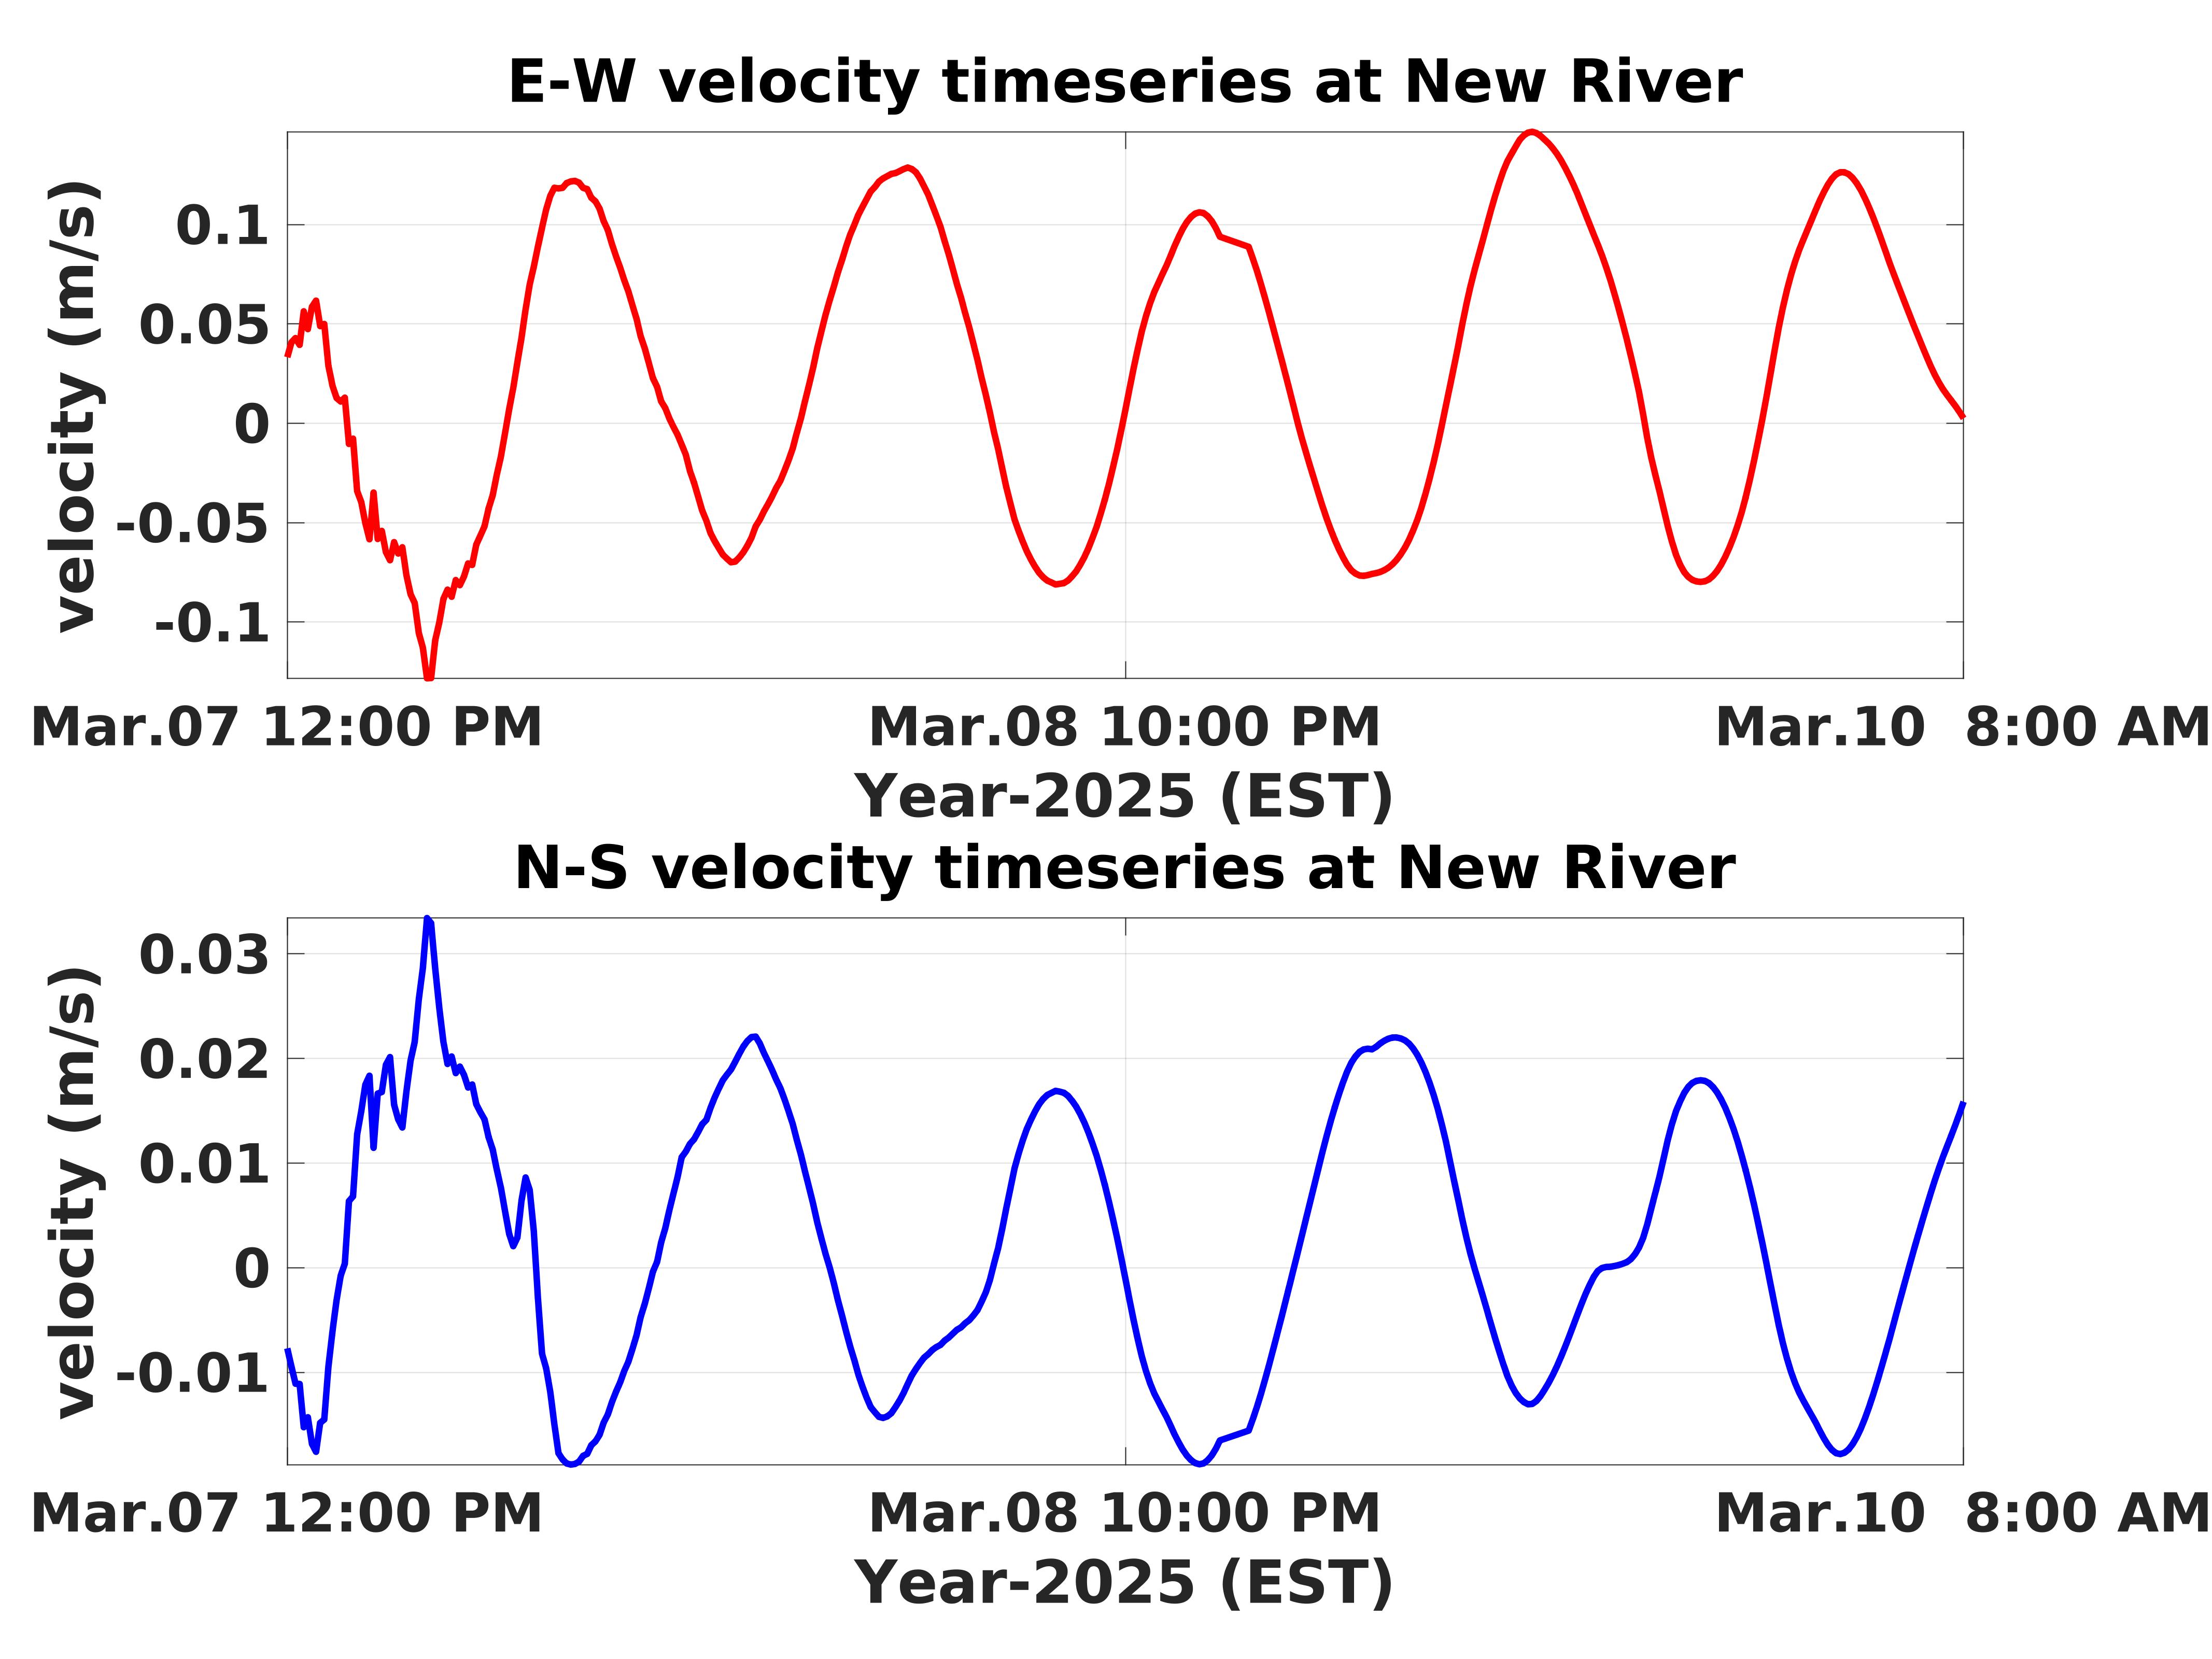 E-W velocity timeseries at New River
velocity (m/s)
0.1
0.05
0
-0.05
-0.1
Mar.07 12:00 PM Mar.08 10:00 PM Mar.10  8:00 AM
Year-2025 (EST)
N-S velocity timeseries at New River
velocity (m/s)
0.03
0.02
0.01
0
-0.01
Mar.07 12:00 PM Mar.08 10:00 PM Mar.10  8:00 AM
Year-2025 (EST)